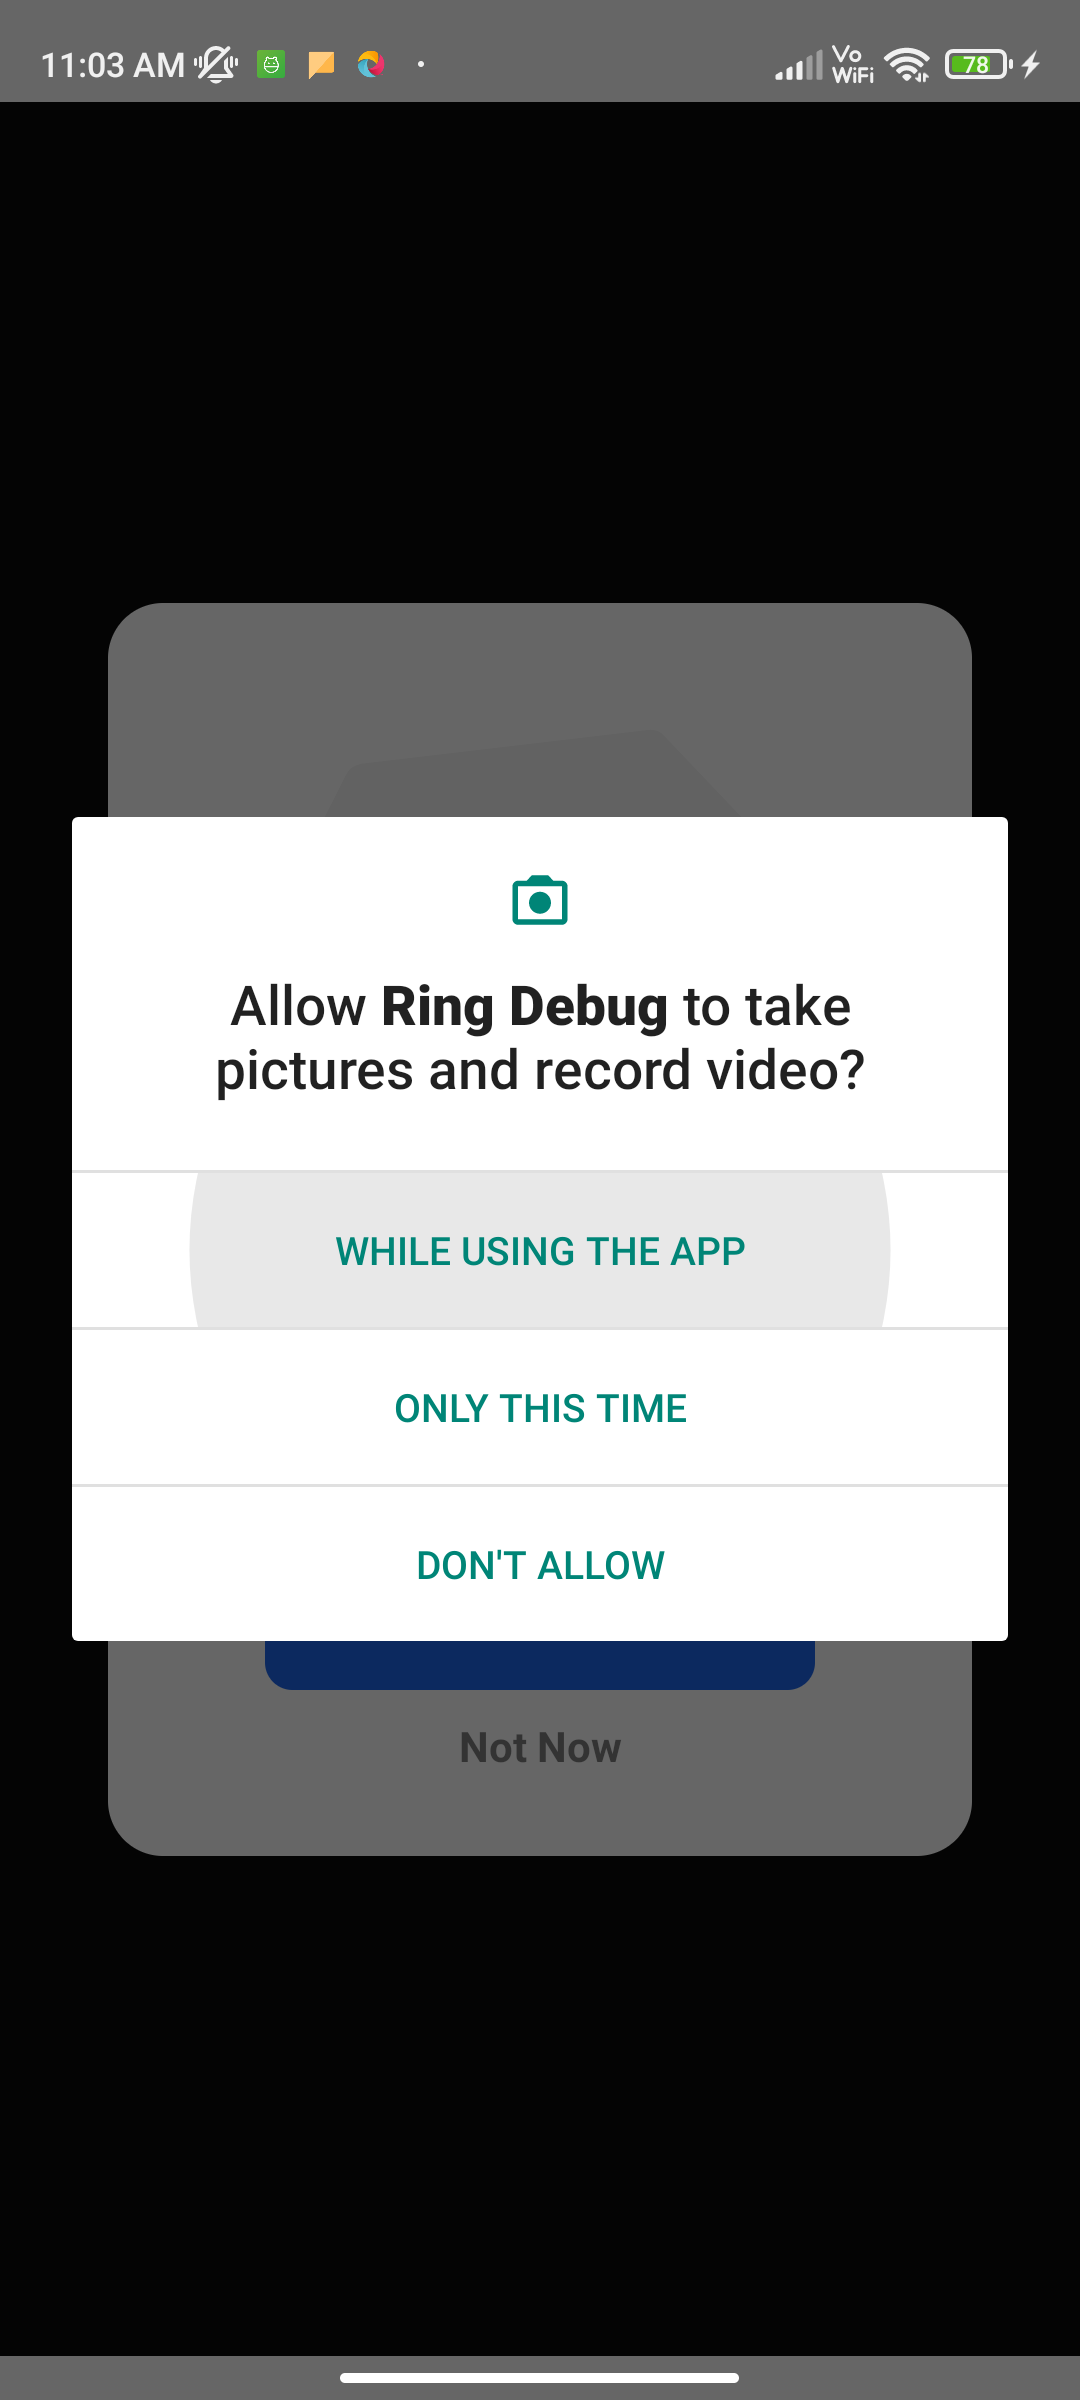 11:03 AM
Vo
WiFi
78
Allow Ring Debug to take
pictures and record video?
WHILE USING THE APP
ONLY THIS TIME
DON'T ALLOW
Not Now